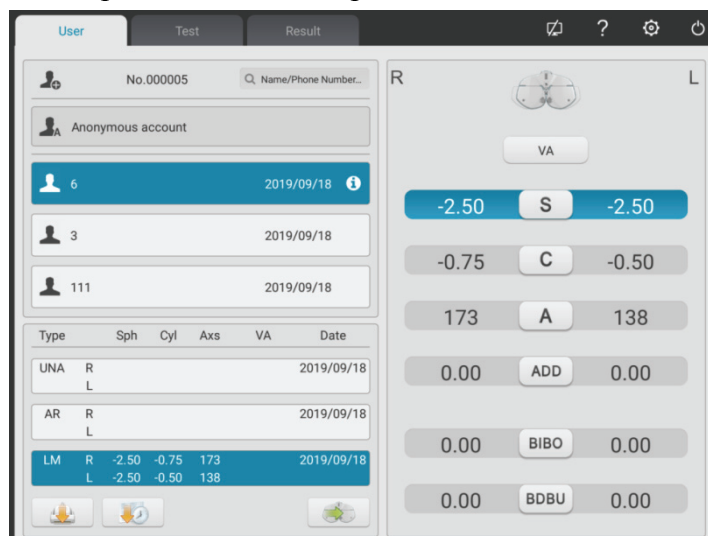 User Test Result ?
No.000005 Name/Phone Number...
Anonymous account
6 2019/09/18
3 2019/09/18
111 2019/09/18
Type Sph Cyl Axs VA Date
UNA R 2019/09/18
L
AR R 2019/09/18
L
LM R -2.50 -0.75 173 2019/09/18
L -2.50 -0.50 138
R L
VA
-2.50 S -2.50
-0.75 C -0.50
173 A 138
0.00 ADD 0.00
0.00 BIBO 0.00
0.00 BDBU 0.00